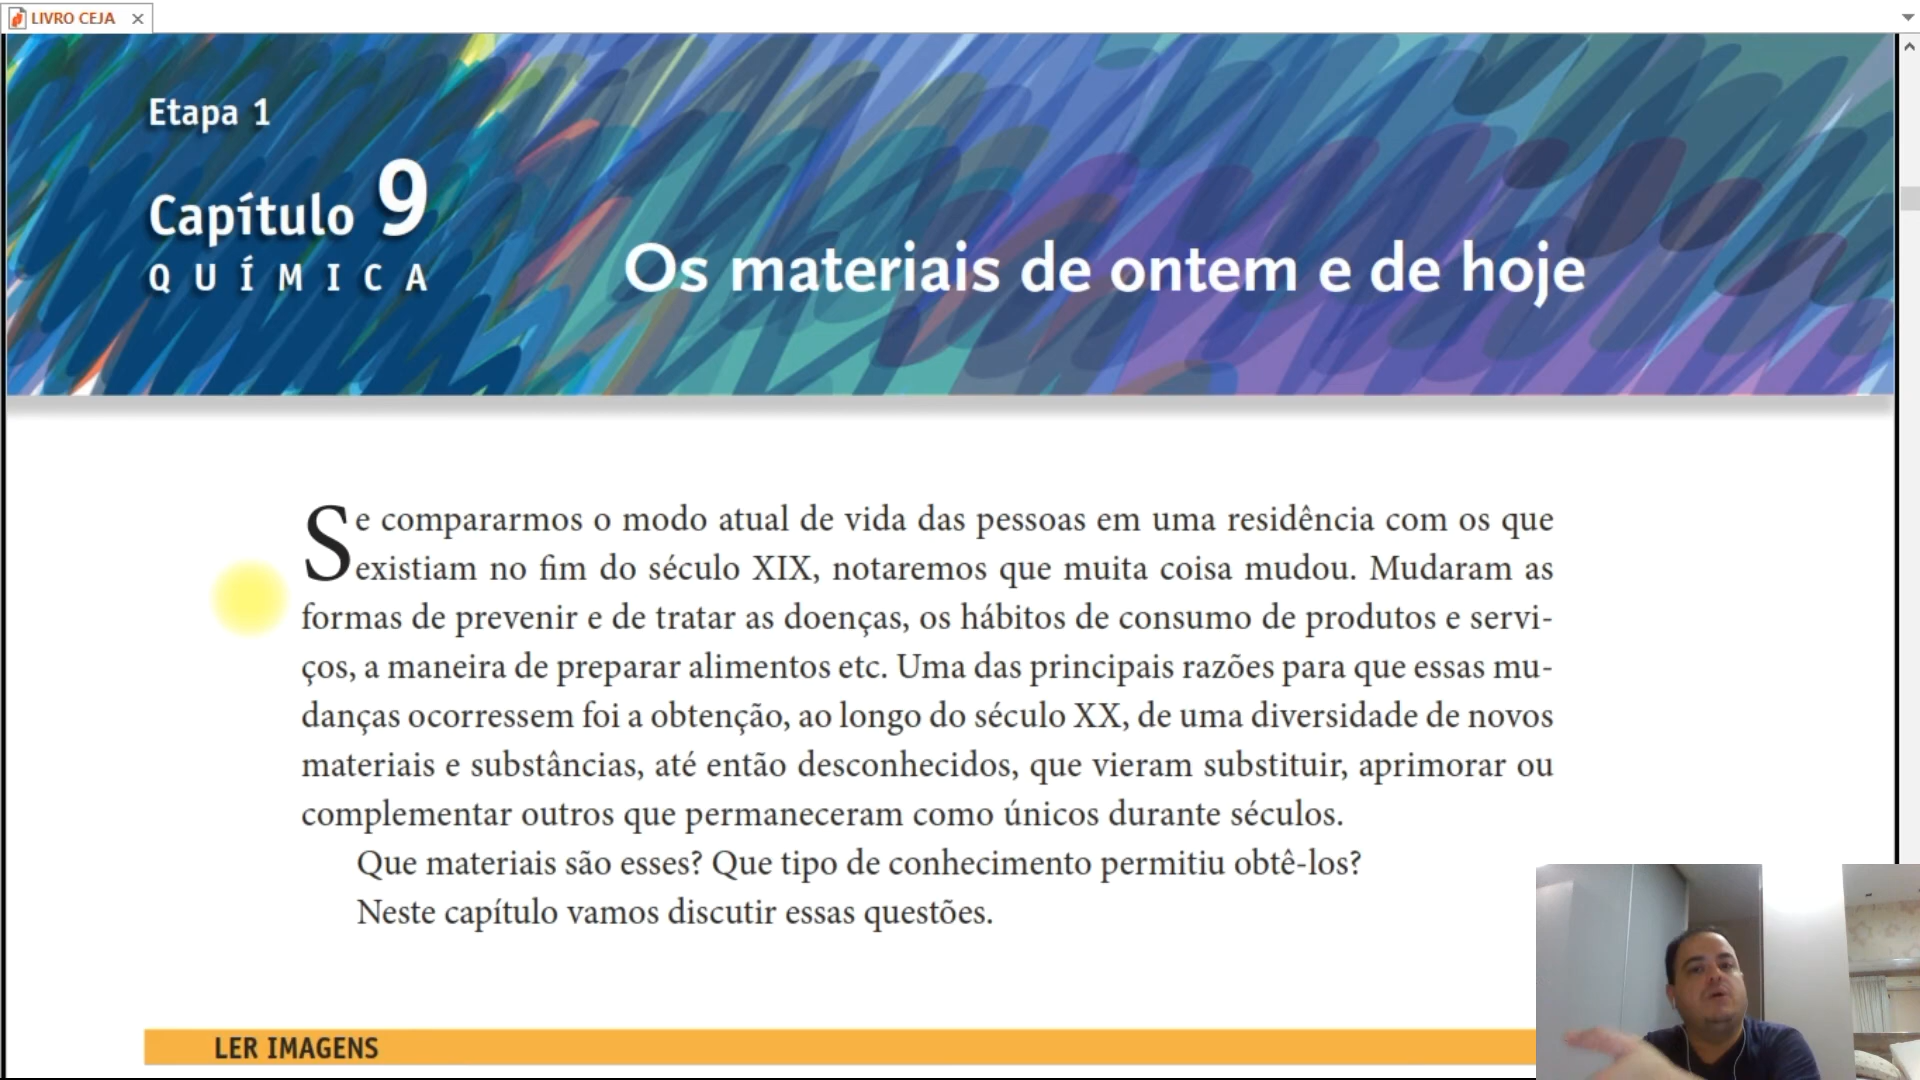 LIVRO CEJA
Etapa 1
Capítulo 9
QUÍMICA
Os materiais de ontem e de hoje
Se compararmos o modo atual de vida das pessoas em uma residência com os que
existiam no fim do século XIX, notaremos que muita coisa mudou. Mudaram as
formas de prevenir e de tratar as doenças, os hábitos de consumo de produtos e servi-
ços, a maneira de preparar alimentos etc. Uma das principais razões para que essas mu-
danças ocorressem foi a obtenção, ao longo do século XX, de uma diversidade de novos
materiais e substâncias, até então desconhecidos, que vieram substituir, aprimorar ou
complementar outros que permaneceram como únicos durante séculos.
Que materiais são esses? Que tipo de conhecimento permitiu obtê-los?
Neste capítulo vamos discutir essas questões.
LER IMAGENS